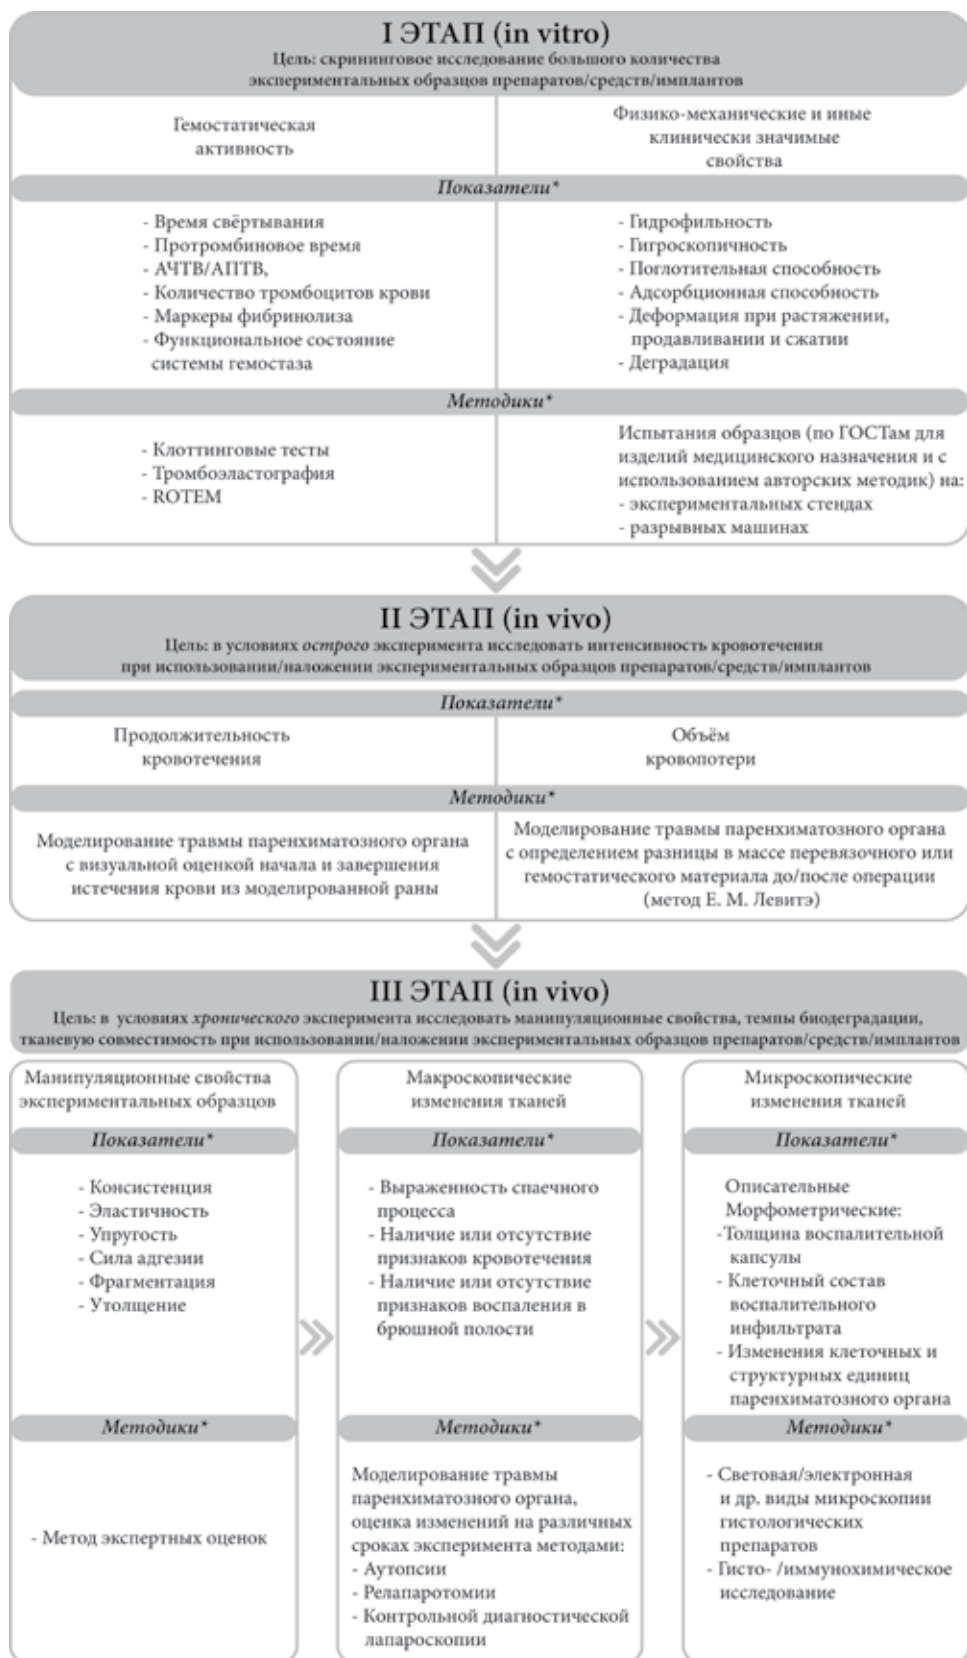 I ЭТАП (in vitro)
Цель: скрининговое исследование большого количества
экспериментальных образцов препаратов/средств/имплантов
Гемостатическая
активность
Физико-механические и иные
клинически значимые
свойства
Показатели*
- Время свёртывания
- Протромбиновое время
- АЧТВ/АПТВ,
- Количество тромбоцитов крови
- Маркеры фибринолиза
- Функциональное состояние
системы гемостаза
- Гидрофильность
- Гигроскопичность
- Поглотительная способность
- Адсорбционная способность
- Деформация при растяжении,
продавливании и сжатии
- Деградация
Методики*
- Клоттинговые тесты
- Тромбоэластография
- ROTEM
Испытания образцов (по ГОСТам для
изделий медицинского назначения и с
использованием авторских методик) на:
- экспериментальных стендах
- разрывных машинах
II ЭТАП (in vivo)
Цель: в условиях острого эксперимента исследовать интенсивность кровотечения
при использовании/наложении экспериментальных образцов препаратов/средств/имплантов
Показатели*
Продолжительность
кровотечения
Объём
кровопотери
Методики*
Моделирование травмы паренхиматозного органа
с визуальной оценкой начала и завершения
истечения крови из моделированной раны
Моделирование травмы паренхиматозного органа
с определением разницы в массе перевязочного или
гемостатического материала до/после операции
(метод Е. М. Левитэ)
III ЭТАП (in vivo)
Цель: в условиях хронического эксперимента исследовать манипуляционные свойства, темпы биодеградации,
тканевую совместимость при использовании/наложении экспериментальных образцов препаратов/средств/имплантов
Манипуляционные свойства
экспериментальных образцов
Показатели*
- Консистенция
- Эластичность
- Упругость
- Сила адгезии
- Фрагментация
- Утолщение
Методики*
- Метод экспертных оценок
Макроскопические
изменения тканей
Показатели*
- Выраженность спаечного
процесса
- Наличие или отсутствие
признаков кровотечения
- Наличие или отсутствие
признаков воспаления в
брюшной полости
Методики*
Моделирование травмы
паренхиматозного органа,
оценка изменений на различных
сроках эксперимента методами:
- Аутопсии
- Релапаротомии
- Контрольной диагностической
лапароскопии
Микроскопические
изменения тканей
Показатели*
Описательные
Морфометрические:
-Толщина воспалительной
капсулы
- Клеточный состав
воспалительного
инфильтрата
- Изменения клеточных и
структурных единиц
паренхиматозного органа
Методики*
- Световая/электронная
и др. виды микроскопии
гистологических
препаратов
- Гисто- /иммунохимическое
исследование